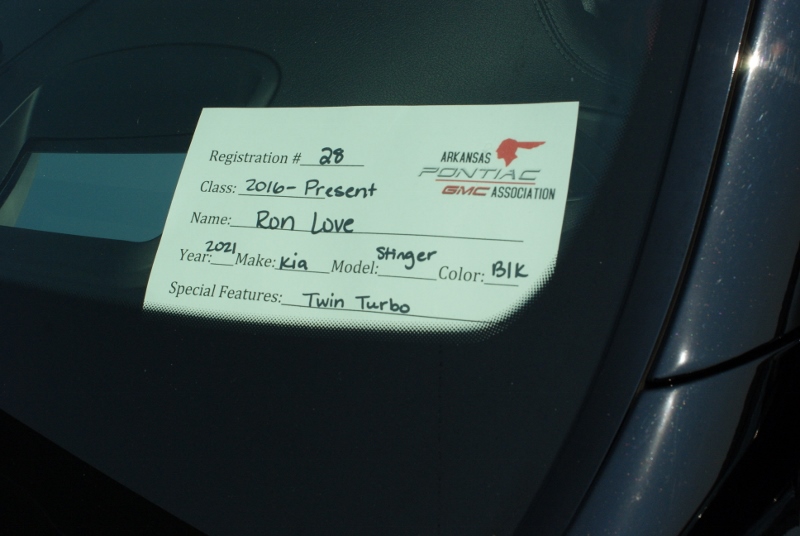 Registration # 28
Class: 2016 - Present
Name: Ron Love
Year: 2021 Make: Kia Model: Stinger Color: Blk
Special Features: Twin Turbo
ARKANSAS
PONTIAC
GMC ASSOCIATION